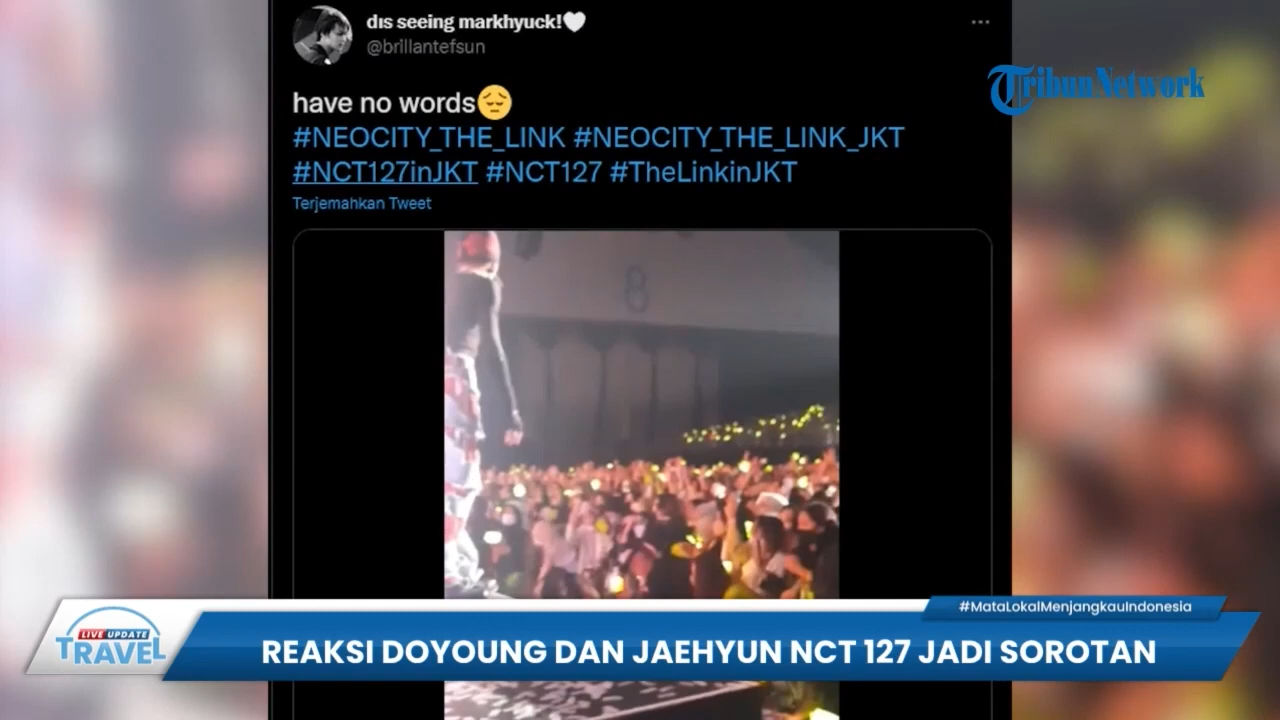 dıs seeing markhyuck!🤍
@brillantefsun
TribunNetwork
have no words😔
#NEOCITY_THE_LINK #NEOCITY_THE_LINK_JKT
#NCT127inJKT #NCT127 #TheLinkinJKT
Terjemahkan Tweet
8
#MataLokalMenjangkauIndonesia
LIVE UPDATE
TRAVEL
REAKSI DOYOUNG DAN JAEHYUN NCT 127 JADI SOROTAN